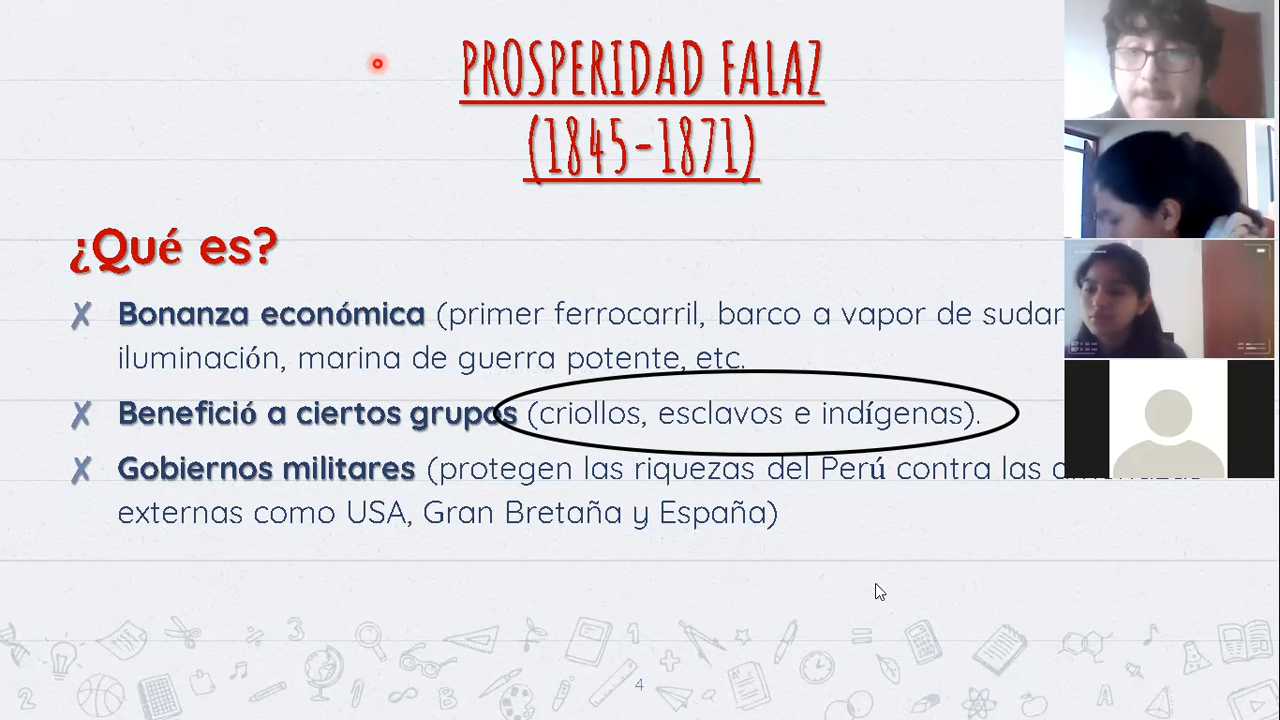 PROSPERIDAD FALAZ
(1845-1871)
¿Qué es?
✗ Bonanza económica (primer ferrocarril, barco a vapor de
iluminación, marina de guerra potente, etc.
✗ Benefició a ciertos grupos (criollos, esclavos e indígenas).
✗ Gobiernos militares (protegen las riquezas del Perú contra las
externas como USA, Gran Bretaña y España)
4